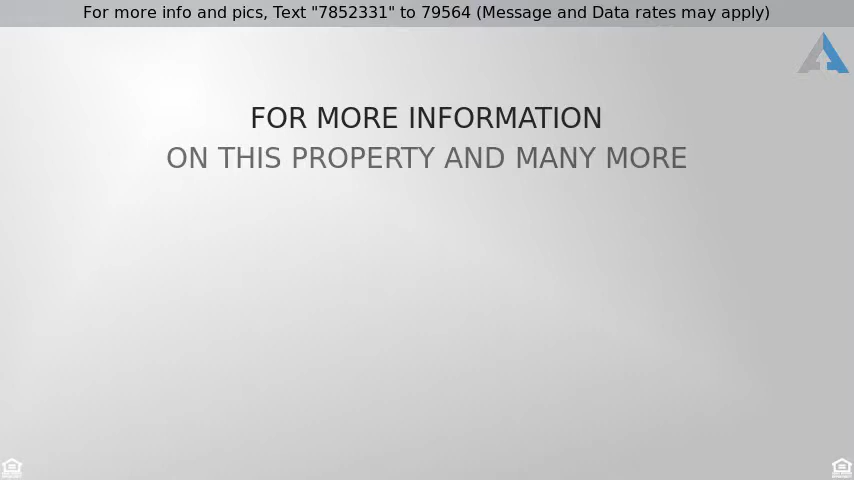 For more info and pics, Text "7852331" to 79564 (Message and Data rates may apply)
FOR MORE INFORMATION
ON THIS PROPERTY AND MANY MORE